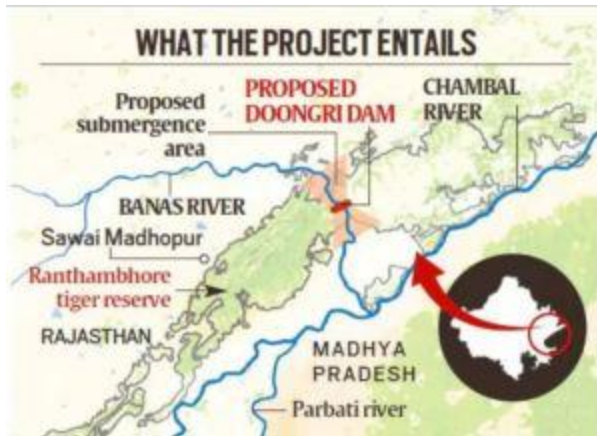 WHAT THE PROJECT ENTAILS
Proposed
submergence
area
PROPOSED
DOONGRI DAM
CHAMBAL
RIVER
BANAS RIVER
Sawai Madhopur
Ranthambhore
tiger reserve
RAJASTHAN
MADHYA
PRADESH
Parbati river